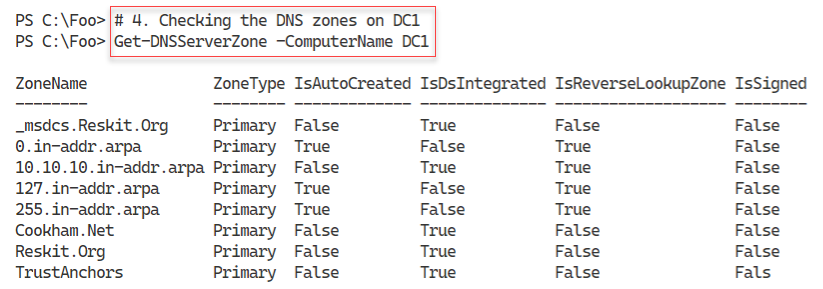 PS C:\Foo> # 4. Checking the DNS zones on DC1
PS C:\Foo> Get-DNSServerZone -ComputerName DC1
ZoneName ZoneType IsAutoCreated IsDsIntegrated IsReverseLookupZone IsSigned
-------- -------- ------------- -------------- ------------------- --------
_msdcs.Reskit.Org Primary False True False False
0.in-addr.arpa Primary True False True False
10.10.10.in-addr.arpa Primary False True True False
127.in-addr.arpa Primary True False True False
255.in-addr.arpa Primary True False True False
Cookham.Net Primary False True False False
Reskit.Org Primary False True False False
TrustAnchors Primary False True False Fals